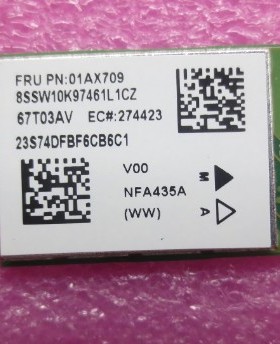 FRU PN:01AX709
8SSW10K97461L1CZ
67T03AV EC#:274423
23S74DFBF6CB6C1
V00
NFA435A
(WW)
M
A